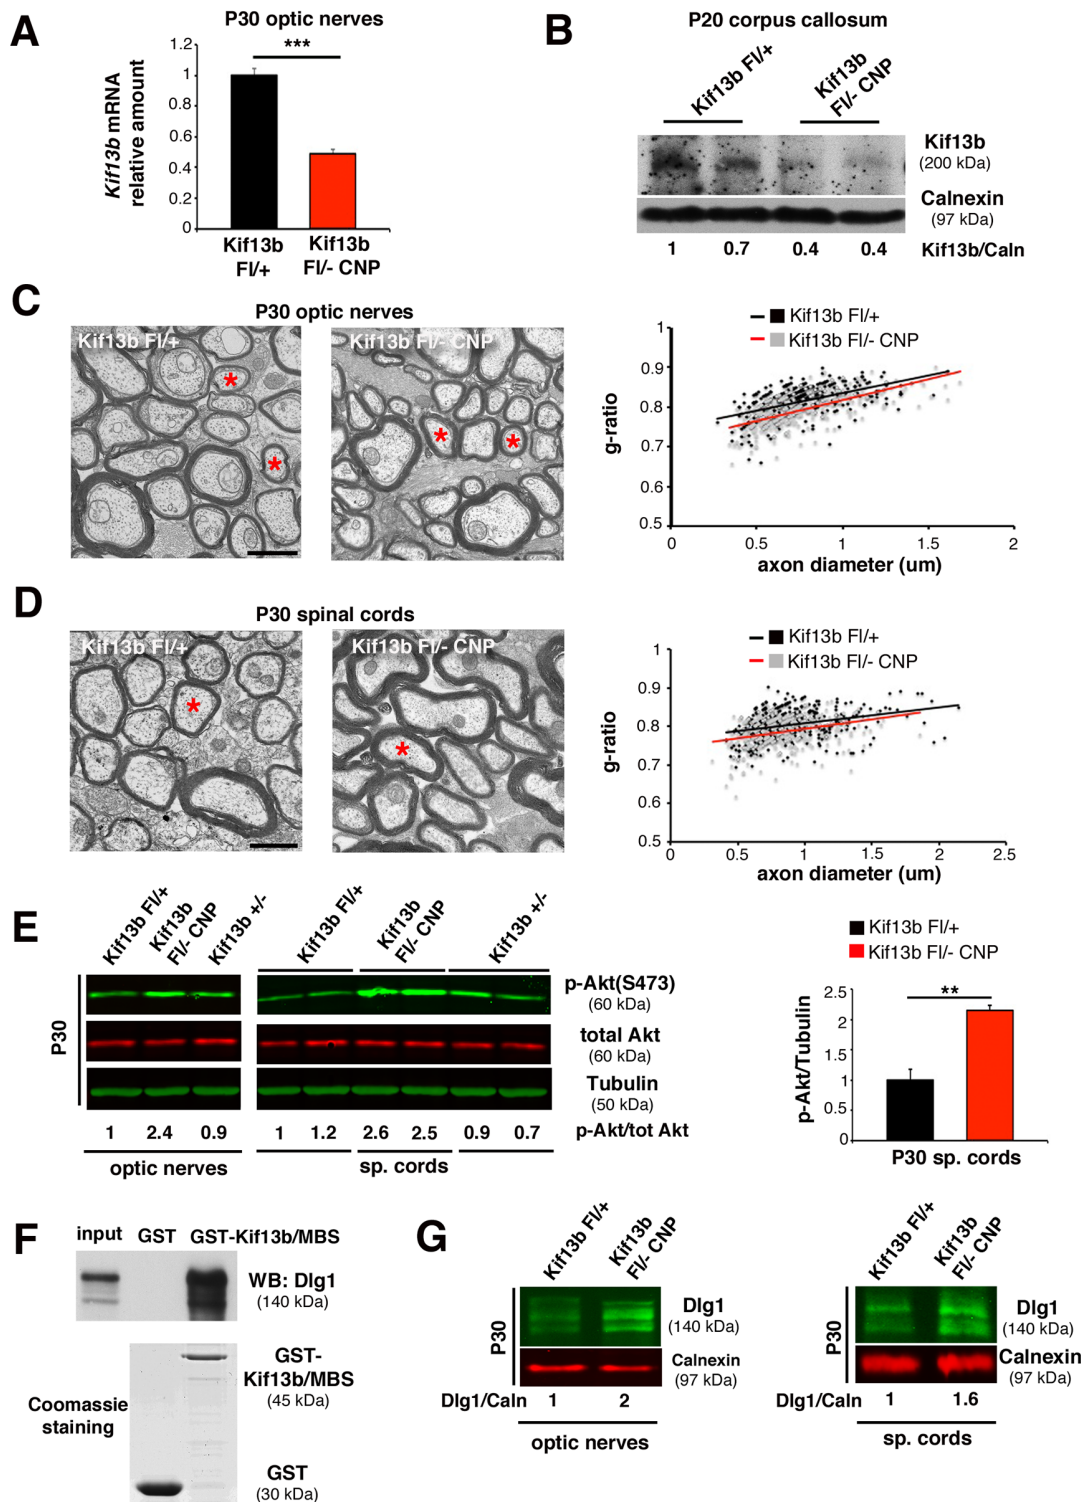 A
P30 optic nerves
Kif13b mRNA
relative amount
1.2
1
0.8
0.6
0.4
0.2
0
***
Kif13b
Fl/+
Kif13b
Fl/- CNP
B
P20 corpus callosum
Kif13b Fl/+
Kif13b
Fl/- CNP
Kif13b
(200 kDa)
Calnexin
(97 kDa)
1 0.7 0.4 0.4 Kif13b/Caln
C
P30 optic nerves
Kif13b Fl/+
Kif13b Fl/- CNP
*
*
*
*
Kif13b Fl/+
Kif13b Fl/- CNP
g-ratio
1
0.9
0.8
0.7
0.6
0.5
0 0.5 1 1.5 2
axon diameter (um)
D
P30 spinal cords
Kif13b Fl/+
Kif13b Fl/- CNP
*
*
Kif13b Fl/+
Kif13b Fl/- CNP
g-ratio
1
0.9
0.8
0.7
0.6
0.5
0 0.5 1 1.5 2 2.5
axon diameter (um)
E
Kif13b Fl/+
Kif13b
Fl/- CNP
Kif13b +/-
Kif13b Fl/+
Kif13b
Fl/- CNP
Kif13b +/-
P30
p-Akt(S473)
(60 kDa)
total Akt
(60 kDa)
Tubulin
(50 kDa)
1 2.4 0.9 1 1.2 2.6 2.5 0.9 0.7 p-Akt/tot Akt
optic nerves
sp. cords
Kif13b Fl/+
Kif13b Fl/- CNP
p-Akt/Tubulin
2.5
2
1.5
1
0.5
0
**
P30 sp. cords
F
input GST GST-Kif13b/MBS
WB: Dlg1
(140 kDa)
Coomassie
staining
GST-
Kif13b/MBS
(45 kDa)
GST
(30 kDa)
G
Kif13b Fl/+
Kif13b
Fl/- CNP
P30
Dlg1
(140 kDa)
Calnexin
(97 kDa)
Dlg1/Caln 1 2
optic nerves
Kif13b Fl/+
Kif13b
Fl/- CNP
P30
Dlg1
(140 kDa)
Calnexin
(97 kDa)
Dlg1/Caln 1 1.6
sp. cords